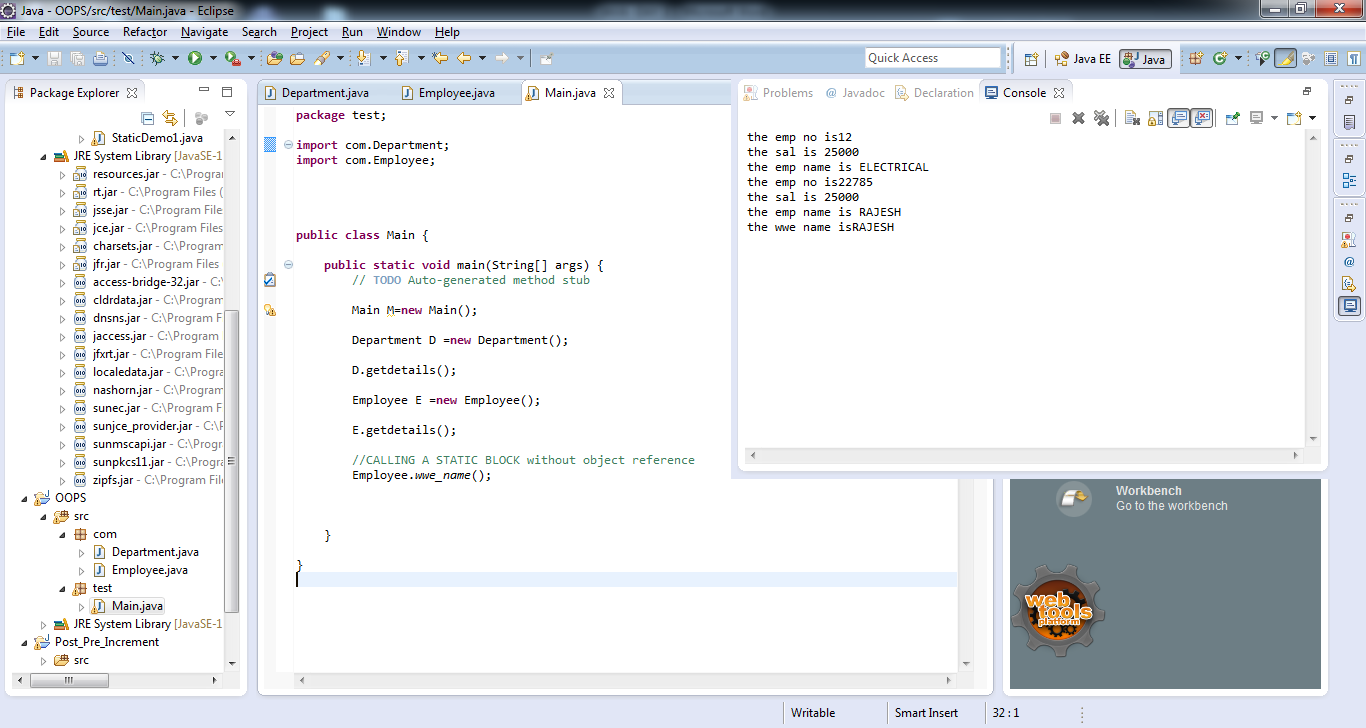 Java - OOPS/src/test/Main.java - Eclipse
File Edit Source Refactor Navigate Search Project Run Window Help
Quick Access
Java EE
Java
Package Explorer
StaticDemo1.java
JRE System Library [JavaSE-1
resources.jar - C:\Program
rt.jar - C:\Program Files (
jsse.jar - C:\Program File
jce.jar - C:\Program Files
charsets.jar - C:\Program
jfr.jar - C:\Program Files
access-bridge-32.jar - C:\
cldrdata.jar - C:\Program
dnsns.jar - C:\Program F
jaccess.jar - C:\Program
jfxrt.jar - C:\Program File
localedata.jar - C:\Progra
nashorn.jar - C:\Program
sunec.jar - C:\Program F
sunjce_provider.jar - C:\P
sunmscapi.jar - C:\Progr
sunpkcs11.jar - C:\Progra
zipfs.jar - C:\Program File
OOPS
src
com
Department.java
Employee.java
test
Main.java
JRE System Library [JavaSE-1
Post_Pre_Increment
src
Department.java
Employee.java
Main.java
package test;
import com.Department;
import com.Employee;
public class Main {
public static void main(String[] args) {
// TODO Auto-generated method stub
Main M=new Main();
Department D =new Department();
D.getdetails();
Employee E =new Employee();
E.getdetails();
//CALLING A STATIC BLOCK without object reference
Employee.wwe_name();
}
}
Problems
Javadoc
Declaration
Console
the emp no is12
the sal is 25000
the emp name is ELECTRICAL
the emp no is22785
the sal is 25000
the emp name is RAJESH
the wwe name isRAJESH
Workbench
Go to the workbench
web
tools
platform
Writable
Smart Insert
32 : 1